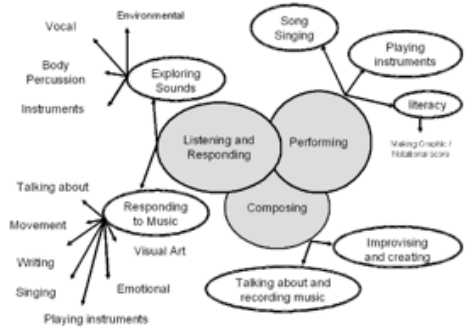 Environmental
Vocal
Body
Percussion
Instruments
Exploring
Sounds
Song
Singing
Playing
instruments
literacy
Making Graphic /
Notational score
Listening and
Responding
Performing
Composing
Talking about
Movement
Writing
Singing
Playing instruments
Responding
to Music
Visual Art
Emotional
Improvising
and creating
Talking about and
recording music